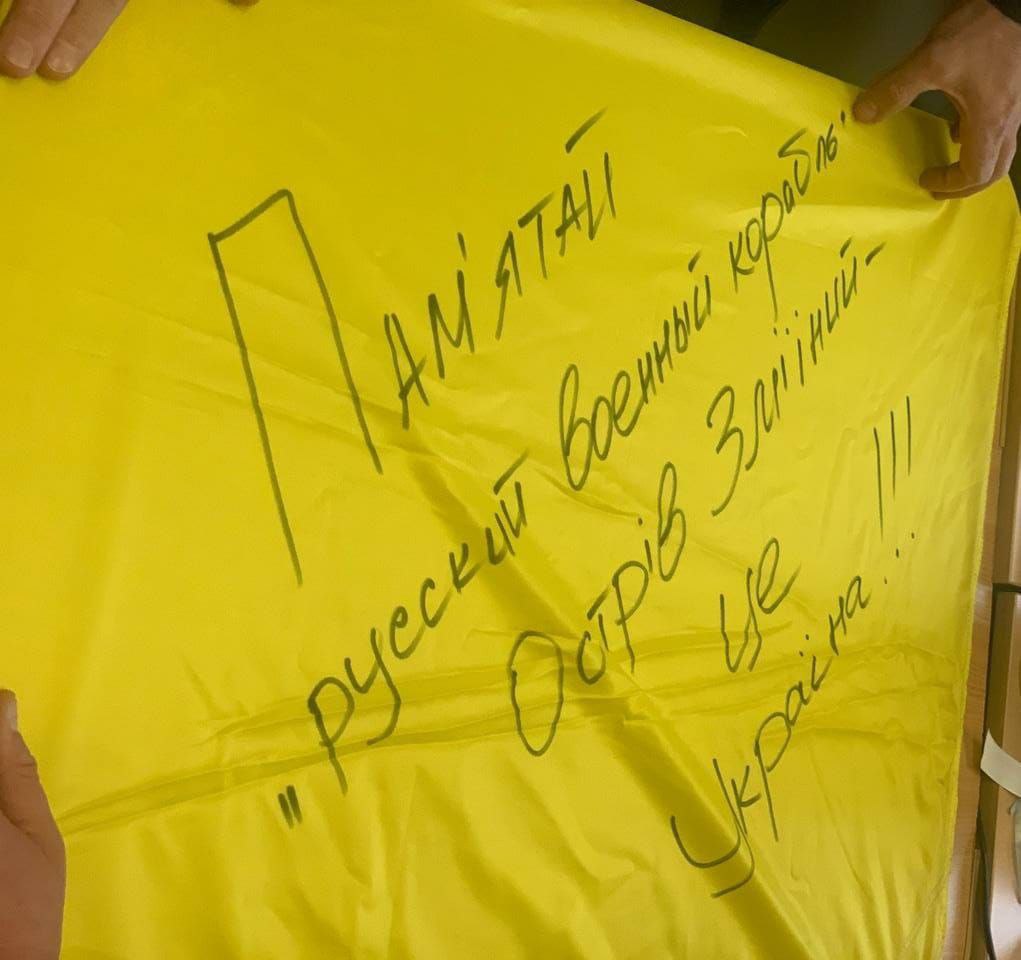 Пам'ятай
"русский военный корабль"
Острів Зміїний-
це
Україна!!!